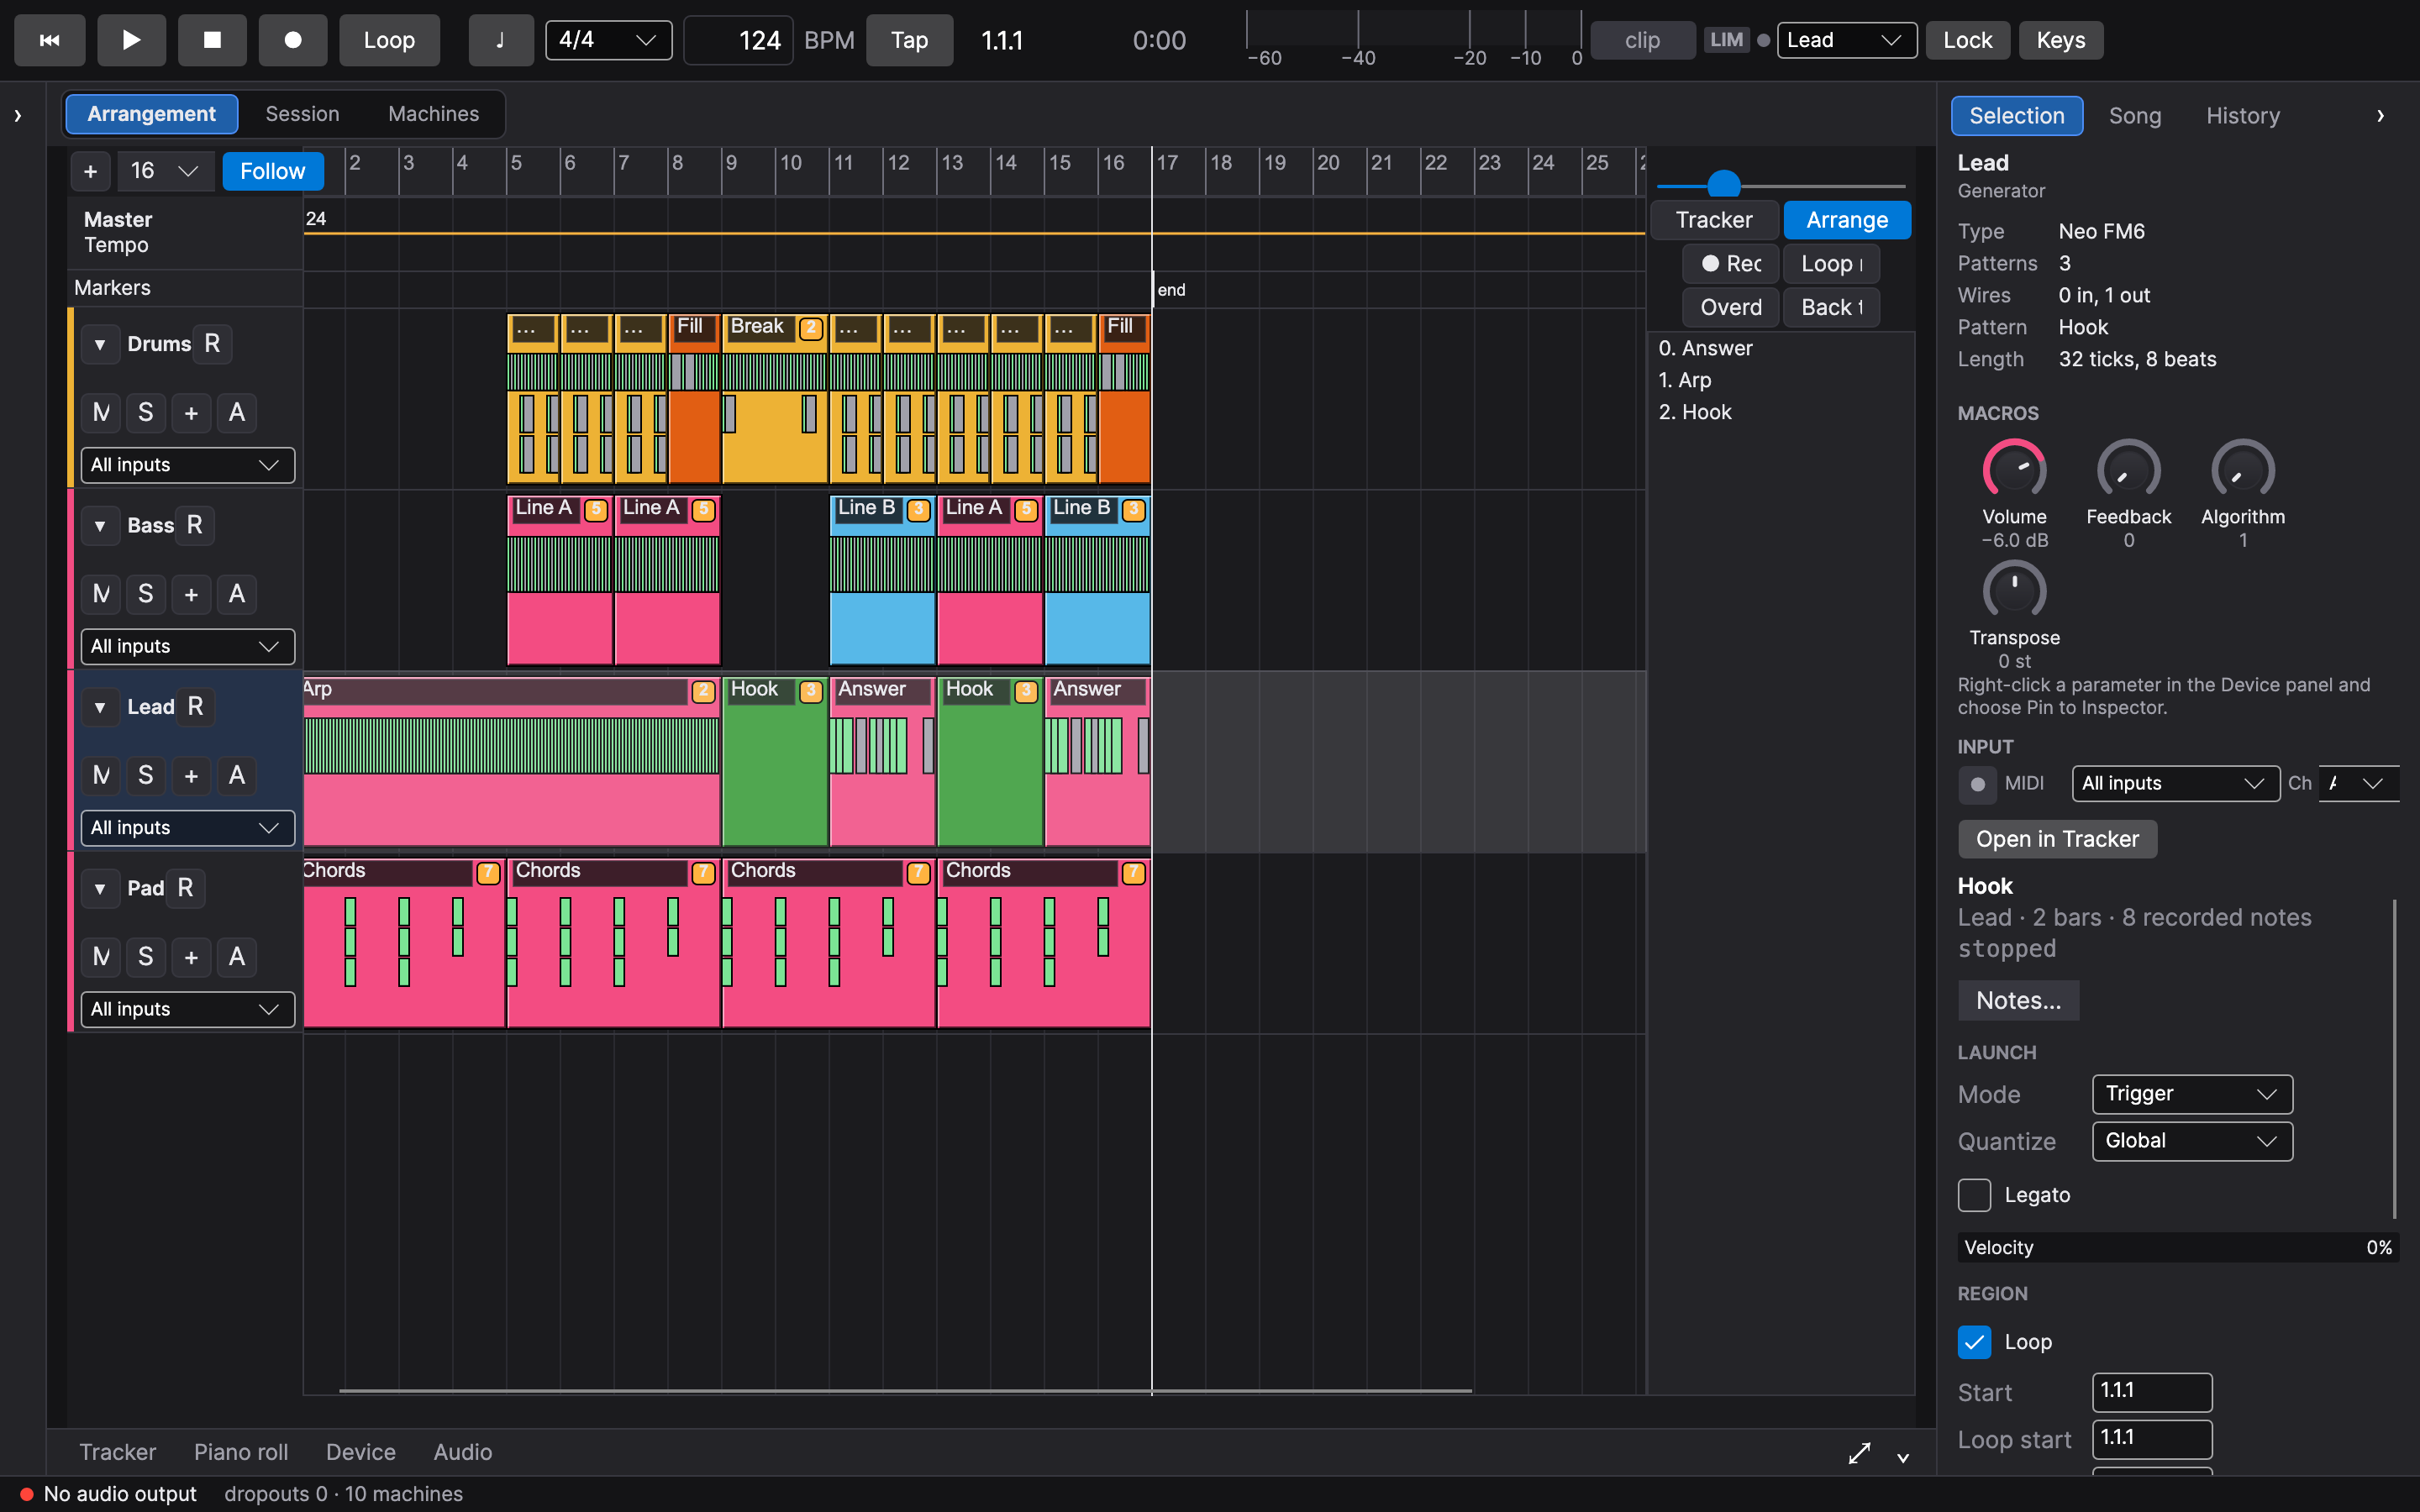 Loop
4/4
124 BPM
Tap
1.1.1
0:00
-60 -40 -20 -10 0
clip
LIM
Lead
Lock
Keys
Arrangement Session Machines
Selection Song History
+ 16 Follow
2 3 4 5 6 7 8 9 10 11 12 13 14 15 16 17 18 19 20 21 22 23 24 25
Master
Tempo
24
Markers
end
Tracker Arrange
Rec Loop
Overd Back
0. Answer
1. Arp
2. Hook
Drums R
M S + A
All inputs
... ... ... Fill Break 2 ... ... ... ... ... Fill
Bass R
M S + A
All inputs
Line A 5 Line A 5 Line B 3 Line A 5 Line B 3
Lead R
M S + A
All inputs
Arp 2 Hook 3 Answer Hook 3 Answer
Pad R
M S + A
All inputs
Chords 7 Chords 7 Chords 7 Chords 7
Lead
Generator
Type Neo FM6
Patterns 3
Wires 0 in, 1 out
Pattern Hook
Length 32 ticks, 8 beats
MACROS
Volume Feedback Algorithm
−6.0 dB 0 1
Transpose
0 st
Right-click a parameter in the Device panel and
choose Pin to Inspector.
INPUT
MIDI All inputs Ch
Open in Tracker
Hook
Lead · 2 bars · 8 recorded notes
stopped
Notes...
LAUNCH
Mode Trigger
Quantize Global
Legato
Velocity 0%
REGION
Loop
Start 1.1.1
Loop start 1.1.1
Tracker Piano roll Device Audio
No audio output dropouts 0 · 10 machines